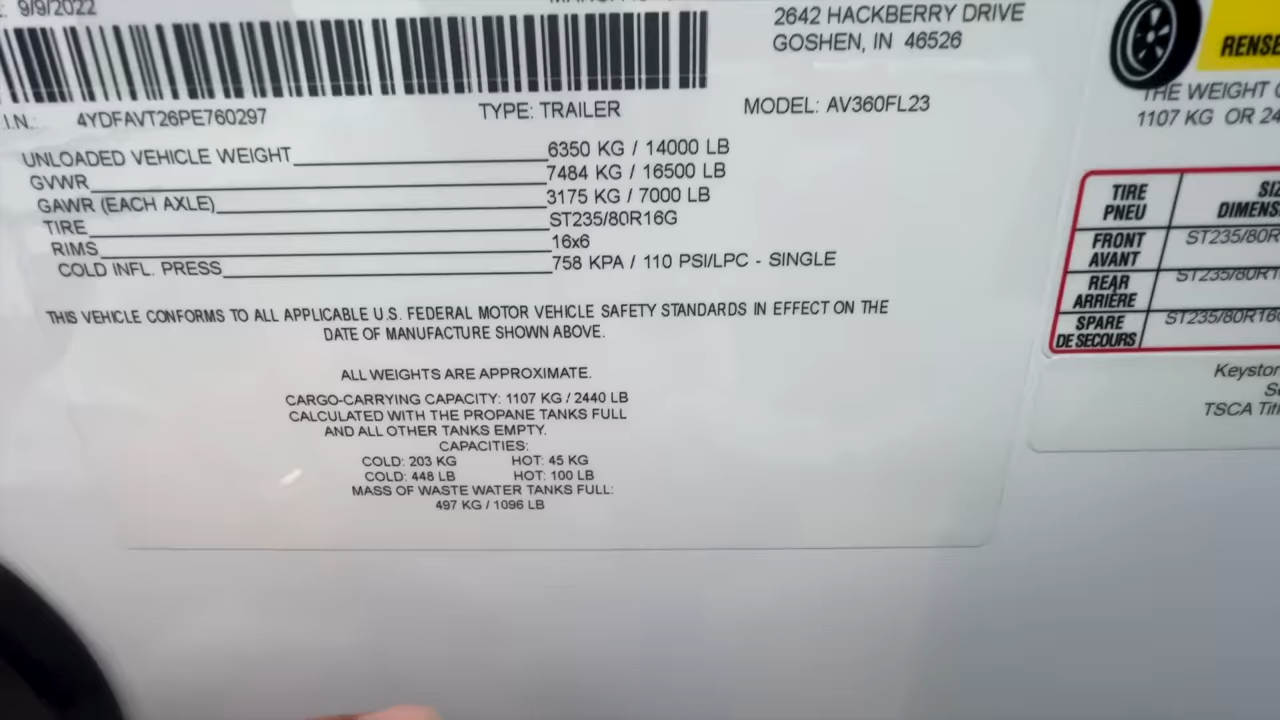 9/9/2022
2642 HACKBERRY DRIVE
GOSHEN, IN 46526
I.N.: 4YDFAVT26PE760297 TYPE: TRAILER MODEL: AV360FL23
UNLOADED VEHICLE WEIGHT 6350 KG / 14000 LB
GVWR 7484 KG / 16500 LB
GAWR (EACH AXLE) 3175 KG / 7000 LB
TIRE ST235/80R16G
RIMS 16x6
COLD INFL. PRESS 758 KPA / 110 PSI/LPC - SINGLE
THIS VEHICLE CONFORMS TO ALL APPLICABLE U.S. FEDERAL MOTOR VEHICLE SAFETY STANDARDS IN EFFECT ON THE
DATE OF MANUFACTURE SHOWN ABOVE.
ALL WEIGHTS ARE APPROXIMATE.
CARGO-CARRYING CAPACITY: 1107 KG / 2440 LB
CALCULATED WITH THE PROPANE TANKS FULL
AND ALL OTHER TANKS EMPTY.
CAPACITIES:
COLD: 203 KG HOT: 45 KG
COLD: 448 LB HOT: 100 LB
MASS OF WASTE WATER TANKS FULL:
497 KG / 1096 LB
RENSE
THE WEIGHT
1107 KG OR 24
TIRE SIZ
PNEU DIMENS
FRONT ST235/80R
AVANT
REAR ST235/80R1
ARRIÈRE
SPARE ST235/80R16G
DE SECOURS
Keyston
TSCA Titl